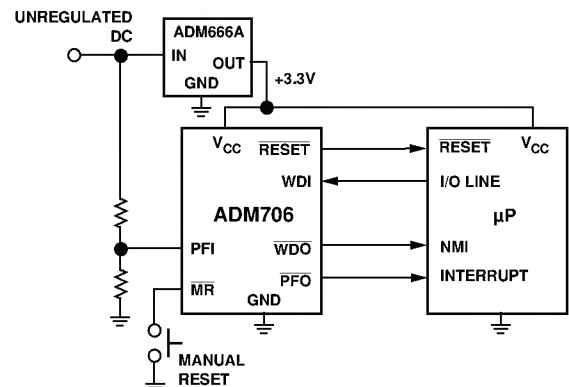 UNREGULATED
DC
ADM666A
IN
OUT
GND
+3.3V
VCC
RESET
WDI
ADM706
PFI
WDO
MR
PFO
GND
RESET
VCC
I/O LINE
µP
NMI
INTERRUPT
MANUAL
RESET